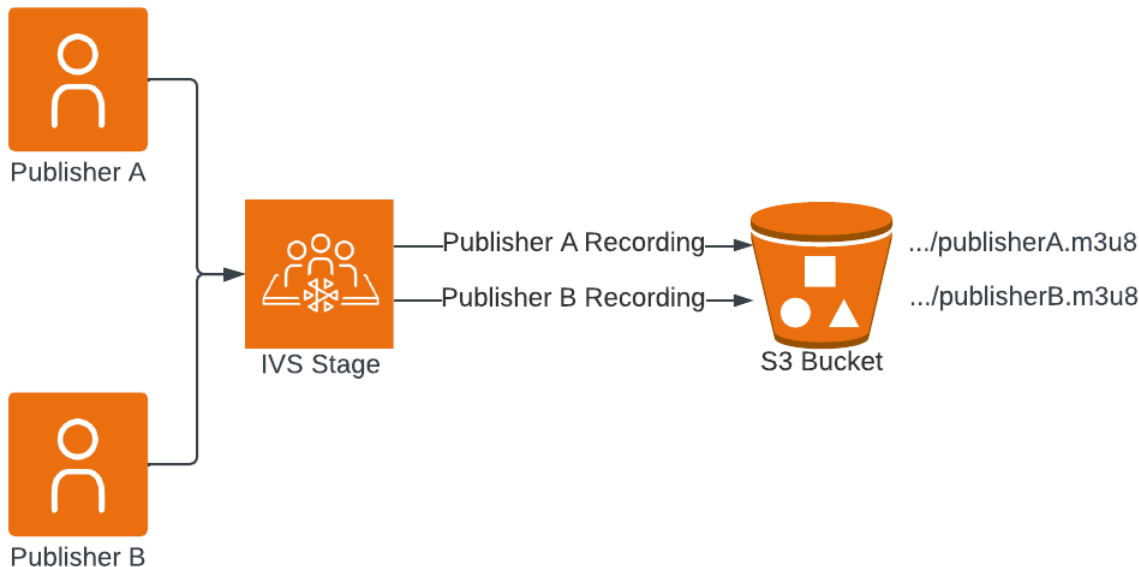 Publisher A
Publisher A Recording
.../publisherA.m3u8
Publisher B Recording
.../publisherB.m3u8
IVS Stage
S3 Bucket
Publisher B